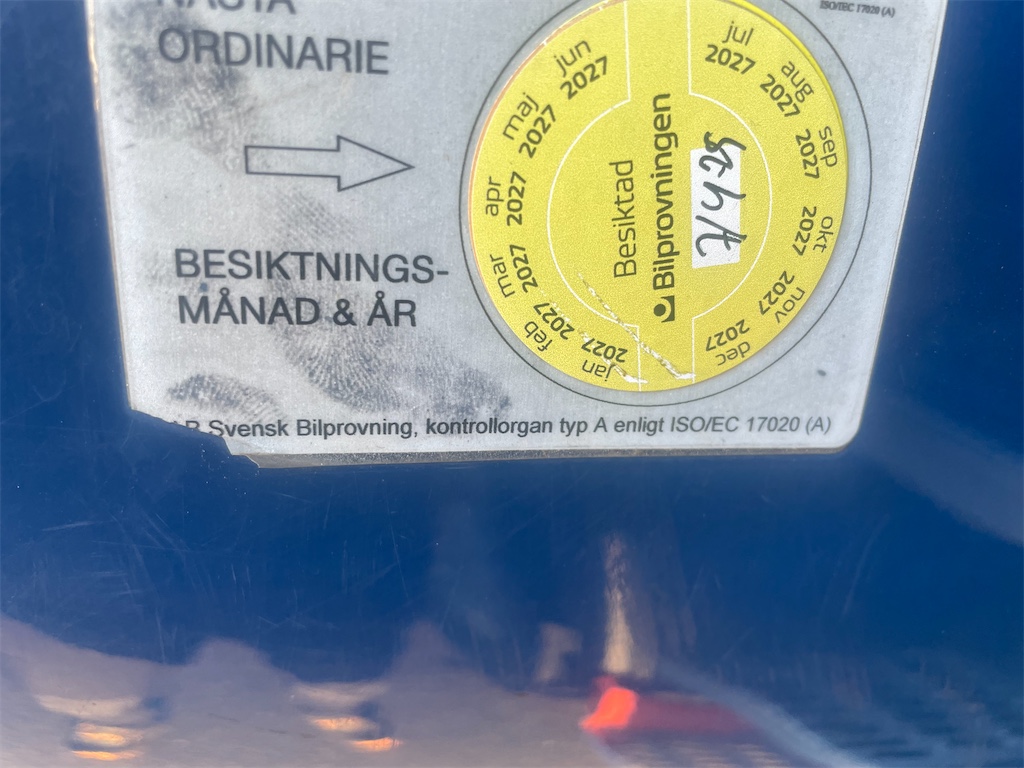 NÄSTA
ORDINARIE
BESIKTNINGS-
MÅNAD & ÅR
AB Svensk Bilprovning, kontrollorgan typ A enligt ISO/EC 17020 (A)
ISO/IEC 17020 (A)
jan 2027
feb 2027
mar 2027
apr 2027
maj 2027
jun 2027
jul 2027
aug 2027
sep 2027
okt 2027
nov 2027
dec 2027
Besiktad
Bilprovningen